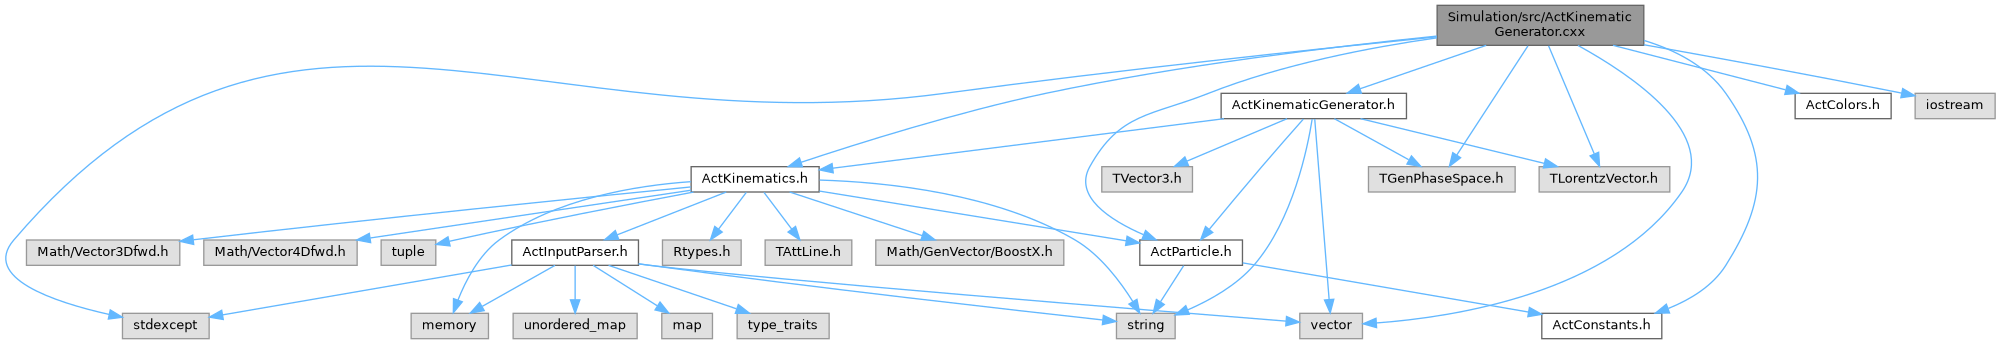 Simulation/src/ActKinematic
Generator.cxx
ActKinematicGenerator.h
ActColors.h
iostream
ActKinematics.h
TVector3.h
TGenPhaseSpace.h
TLorentzVector.h
Math/Vector3Dfwd.h
Math/Vector4Dfwd.h
tuple
ActInputParser.h
Rtypes.h
TAttLine.h
Math/GenVector/BoostX.h
ActParticle.h
stdexcept
memory
unordered_map
map
type_traits
string
vector
ActConstants.h